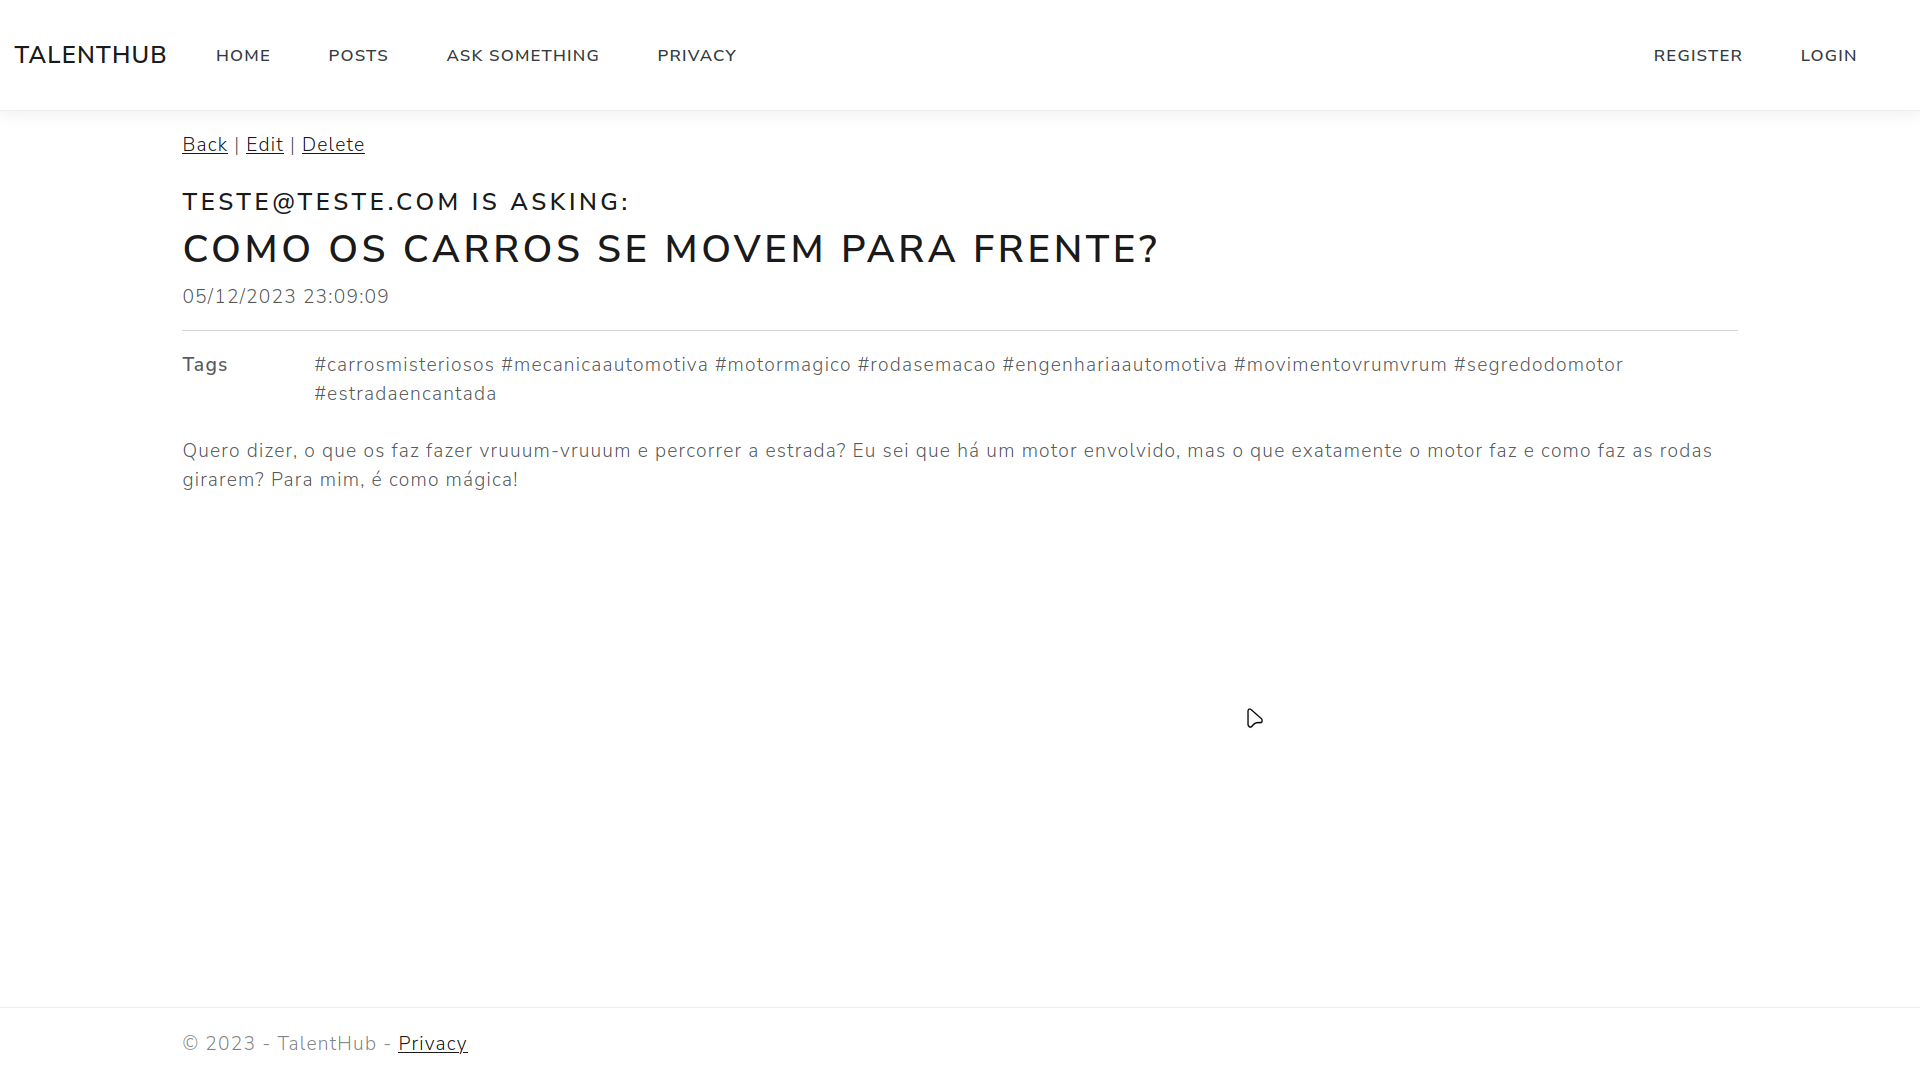 TALENTHUB HOME POSTS ASK SOMETHING PRIVACY REGISTER LOGIN
Back | Edit | Delete
TESTE@TESTE.COM IS ASKING:
COMO OS CARROS SE MOVEM PARA FRENTE?
05/12/2023 23:09:09
Tags #carrosmisteriosos #mecanicaautomotiva #motormagico #rodasemacao #engenhariaautomotiva #movimentovrumvrum #segredodomotor
#estradaencantada
Quero dizer, o que os faz fazer vruuum-vruuum e percorrer a estrada? Eu sei que há um motor envolvido, mas o que exatamente o motor faz e como faz as rodas
girarem? Para mim, é como mágica!
© 2023 - TalentHub - Privacy